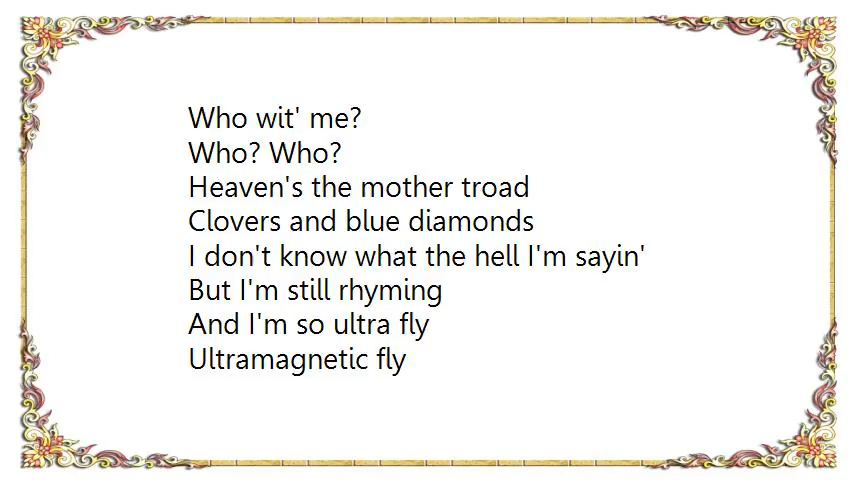 Who wit' me?
Who? Who?
Heaven's the mother troad
Clovers and blue diamonds
I don't know what the hell I'm sayin'
But I'm still rhyming
And I'm so ultra fly
Ultramagnetic fly